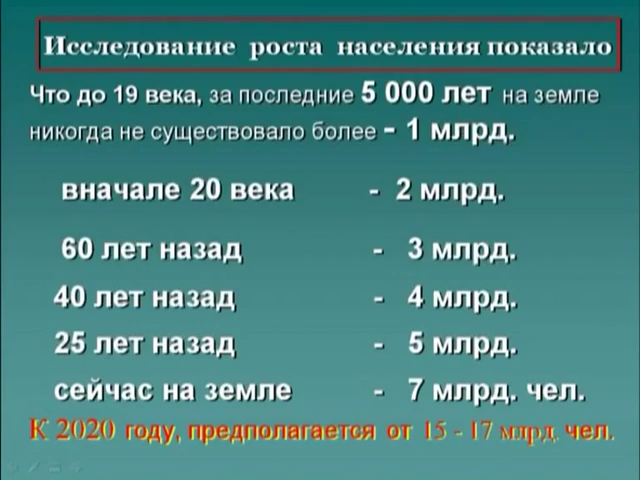 Исследование роста населения показало
Что до 19 века, за последние 5 000 лет на земле
никогда не существовало более - 1 млрд.
вначале 20 века - 2 млрд.
60 лет назад - 3 млрд.
40 лет назад - 4 млрд.
25 лет назад - 5 млрд.
сейчас на земле - 7 млрд. чел.
К 2020 году, предполагается от 15 - 17 млрд. чел.